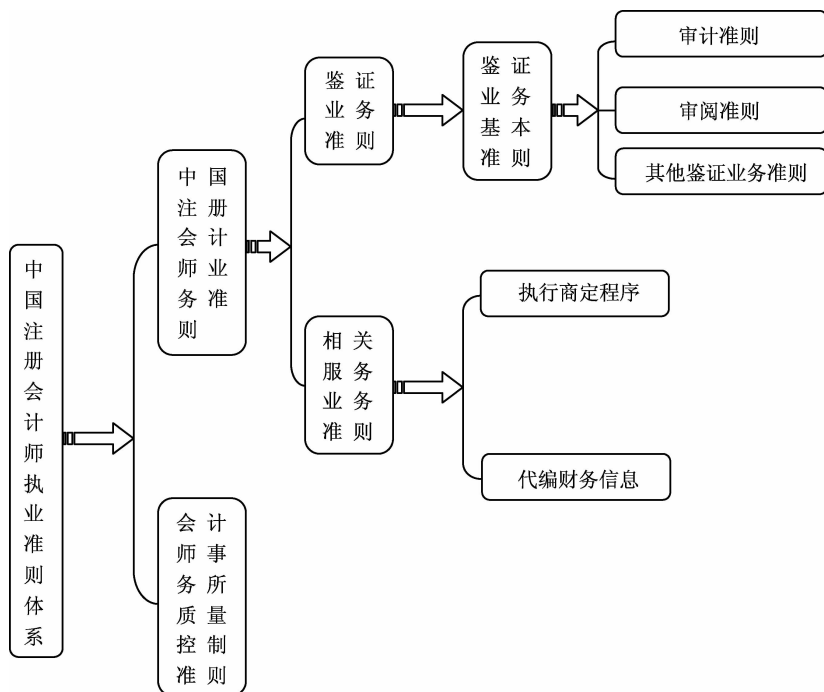 中国注册会计师执业准则体系
中国
注册
会计
师业
务准
则
会计
师事
务所
质量
控制
准则
鉴证
业务
准则
相关
服务
业务
准则
鉴证
业务
基本
准则
审计准则
审阅准则
其他鉴证业务准则
执行商定程序
代编财务信息